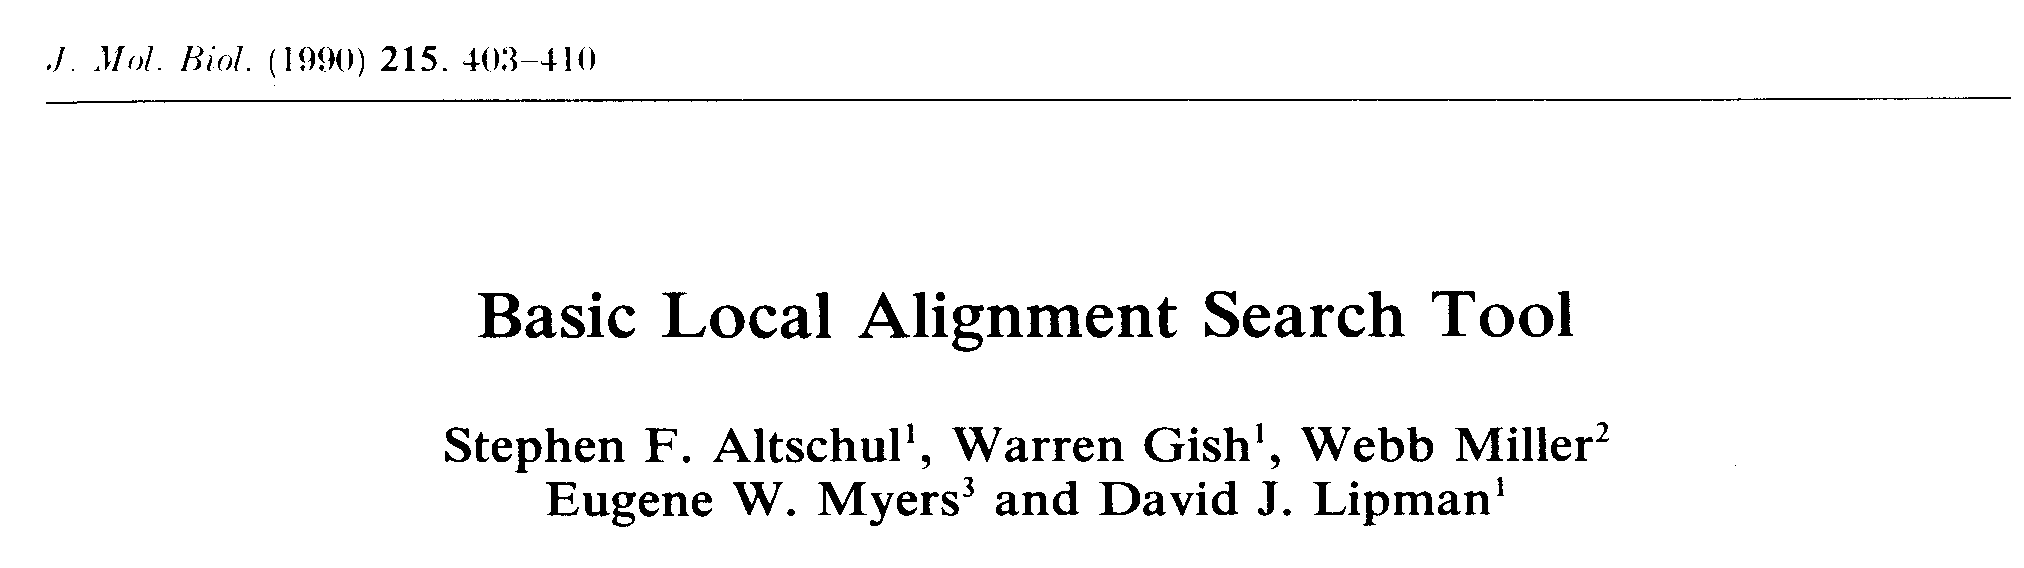 J. Mol. Biol. (1990) 215, 403–410
Basic Local Alignment Search Tool
Stephen F. Altschul¹, Warren Gish¹, Webb Miller²
Eugene W. Myers³ and David J. Lipman¹